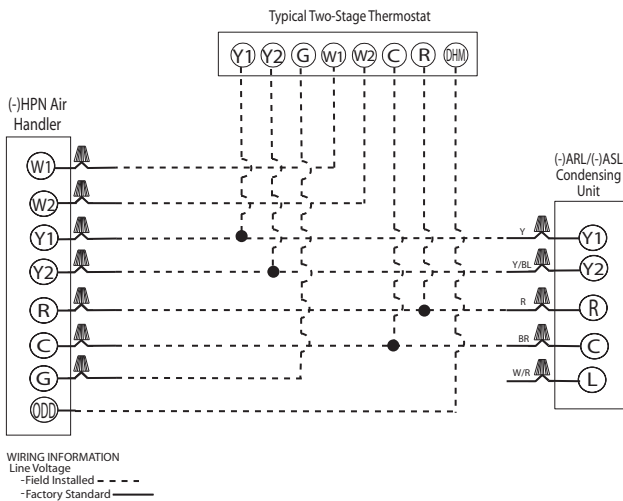 Typical Two-Stage Thermostat
Y1 Y2 G W1 W2 C R DHM
(-)HPN Air
Handler
W1
W2
Y1
Y2
R
C
G
ODD
(-)ARL/(-)ASL
Condensing
Unit
Y Y1
Y/BL Y2
R R
BR C
W/R L
WIRING INFORMATION
Line Voltage
-Field Installed
-Factory Standard